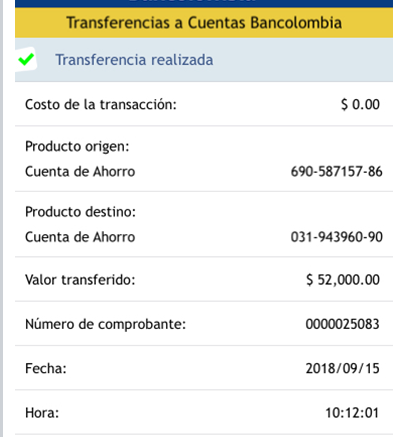 Transferencias a Cuentas Bancolombia
Transferencia realizada
Costo de la transacción: $ 0.00
Producto origen:
Cuenta de Ahorro 690-587157-86
Producto destino:
Cuenta de Ahorro 031-943960-90
Valor transferido: $ 52,000.00
Número de comprobante: 0000025083
Fecha: 2018/09/15
Hora: 10:12:01